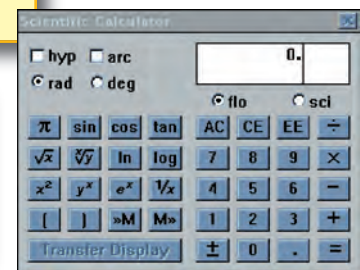 Scientific Calculator
hyp arc
0.
rad deg
flo sci
π sin cos tan AC CE EE ÷
√x ˣ√y ln log 7 8 9 ×
x² yˣ eˣ 1/x 4 5 6 −
( ) »M M» 1 2 3 +
Transfer Display ± 0 . =